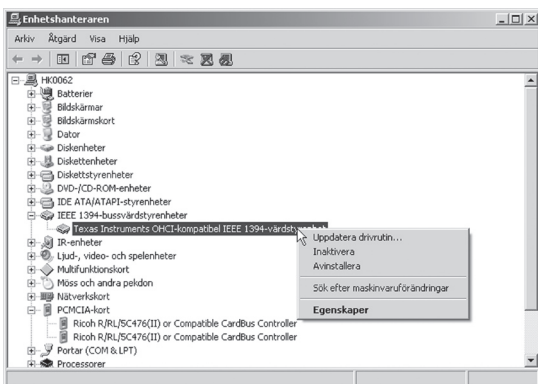 Enhetshanteraren
Arkiv Åtgärd Visa Hjälp
HK0062
Batterier
Bildskärmar
Bildskärmskort
Dator
Diskenheter
Diskettenheter
Diskettstyrenheter
DVD-/CD-ROM-enheter
IDE ATA/ATAPI-styrenheter
IEEE 1394-bussvärdstyrenheter
Texas Instruments OHCI-kompatibel IEEE 1394-värdstyrenhet
IR-enheter
Ljud-, video- och spelenheter
Multifunktionskort
Möss och andra pekdon
Nätverkskort
PCMCIA-kort
Ricoh R/RL/5C476(II) or Compatible CardBus Controller
Ricoh R/RL/5C476(II) or Compatible CardBus Controller
Portar (COM & LPT)
Processorer
Uppdatera drivrutin...
Inaktivera
Avinstallera
Sök efter maskinvaruförändringar
Egenskaper